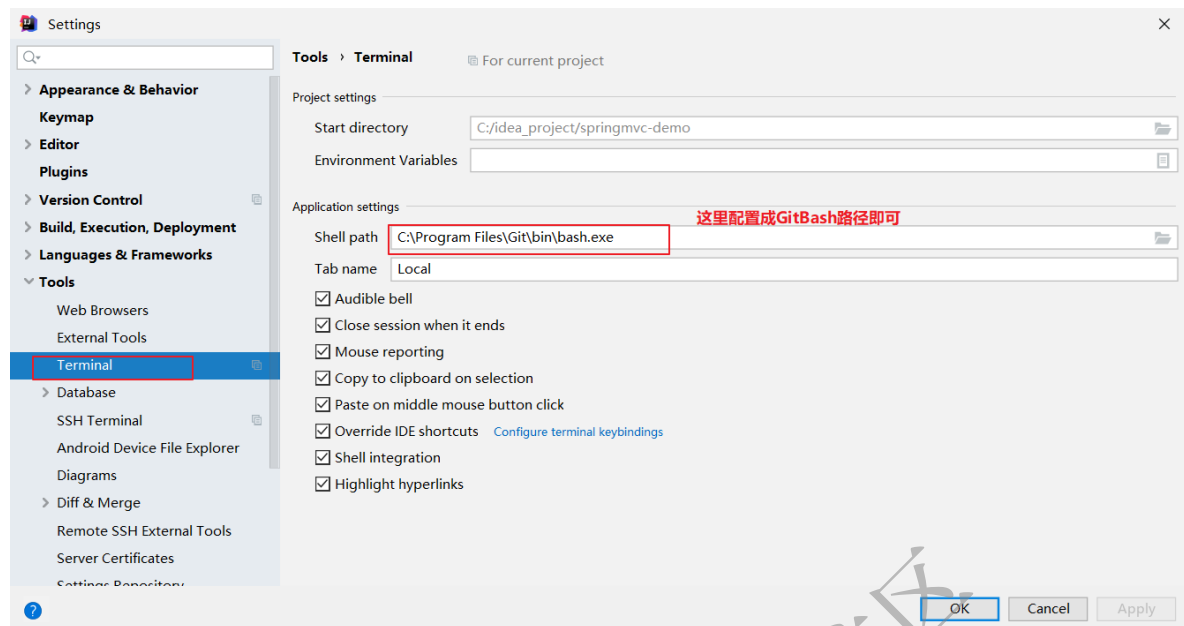 Settings
Tools › Terminal
For current project
Appearance & Behavior
Keymap
Editor
Plugins
Version Control
Build, Execution, Deployment
Languages & Frameworks
Tools
Web Browsers
External Tools
Terminal
Database
SSH Terminal
Android Device File Explorer
Diagrams
Diff & Merge
Remote SSH External Tools
Server Certificates
Settings Repository
Project settings
Start directory C:/idea_project/springmvc-demo
Environment Variables
Application settings
这里配置成GitBash路径即可
Shell path C:\Program Files\Git\bin\bash.exe
Tab name Local
Audible bell
Close session when it ends
Mouse reporting
Copy to clipboard on selection
Paste on middle mouse button click
Override IDE shortcuts Configure terminal keybindings
Shell integration
Highlight hyperlinks
? OK Cancel Apply